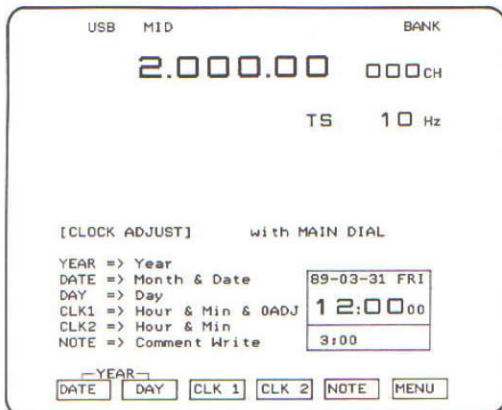 USB MID BANK
2.000.00 000CH
TS 10 Hz
[CLOCK ADJUST] with MAIN DIAL
YEAR => Year
DATE => Month & Date
DAY => Day
CLK1 => Hour & Min & 0ADJ
CLK2 => Hour & Min
NOTE => Comment Write
89-03-31 FRI
12:00 00
3:00
YEAR
DATE DAY CLK 1 CLK 2 NOTE MENU